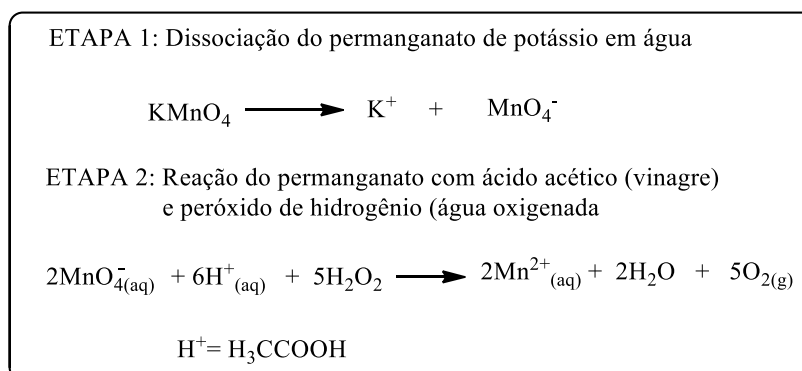 ETAPA 1: Dissociação do permanganato de potássio em água
KMnO₄ ⟶ K⁺ + MnO₄⁻
ETAPA 2: Reação do permanganato com ácido acético (vinagre)
e peróxido de hidrogênio (água oxigenada
2MnO₄⁻(aq) + 6H⁺(aq) + 5H₂O₂ ⟶ 2Mn²⁺(aq) + 2H₂O + 5O₂(g)
H⁺= H₃CCOOH